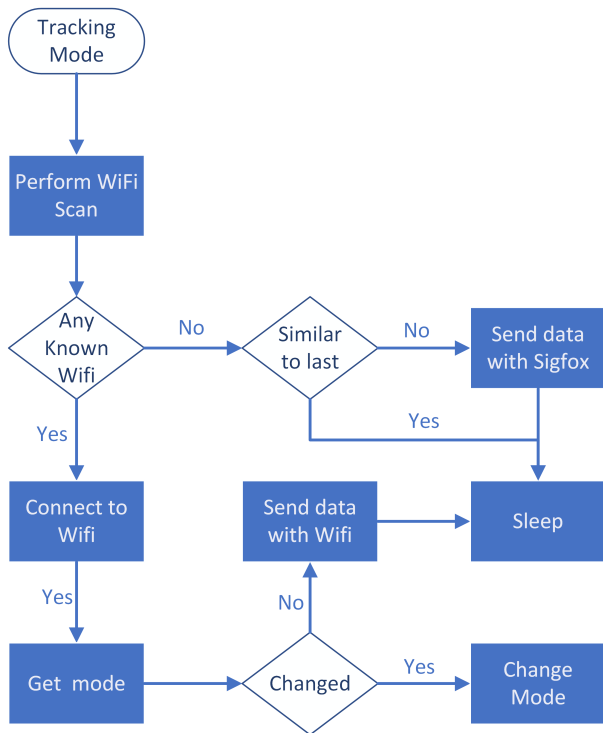 Tracking
Mode
Perform WiFi
Scan
Any
Known
Wifi
No
Similar
to last
No
Send data
with Sigfox
Yes
Yes
Connect to
Wifi
Send data
with Wifi
Sleep
Yes
No
Get mode
Changed
Yes
Change
Mode